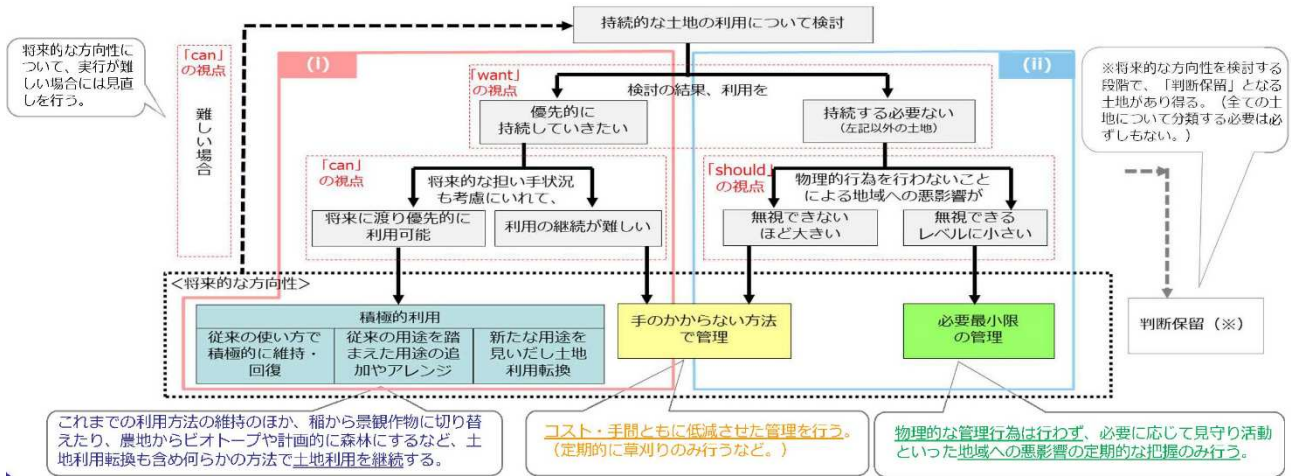 持続的な土地の利用について検討
将来的な方向性に
ついて、実行が難
しい場合には見直
しを行う。
「can」
の視点
難しい場合
(i)
(ii)
「want」
の視点
検討の結果、利用を
優先的に
持続していきたい
持続する必要ない
(左記以外の土地)
※将来的な方向性を検討する
段階で、「判断保留」となる
土地があり得る。（全ての土
地について分類する必要は必
ずしもない。）
「can」
の視点
将来的な担い手状況
も考慮にいれて、
将来に渡り優先的に
利用可能
利用の継続が難しい
「should」
の視点
物理的行為を行わないこと
による地域への悪影響が
無視できない
ほど大きい
無視できる
レベルに小さい
＜将来的な方向性＞
積極的利用
従来の使い方で
積極的に維持・
回復
従来の用途を踏
まえた用途の追
加やアレンジ
新たな用途を
見いだし土地
利用転換
手のかからない方法
で管理
必要最小限
の管理
判断保留（※）
これまでの利用方法の維持のほか、稲から景観作物に切り替
えたり、農地からビオトープや計画的に森林にするなど、土
地利用転換も含め何らかの方法で土地利用を継続する。
コスト・手間ともに低減させた管理を行う。
（定期的に草刈りのみ行うなど。）
物理的な管理行為は行わず、必要に応じて見守り活動
といった地域への悪影響の定期的な把握のみ行う。